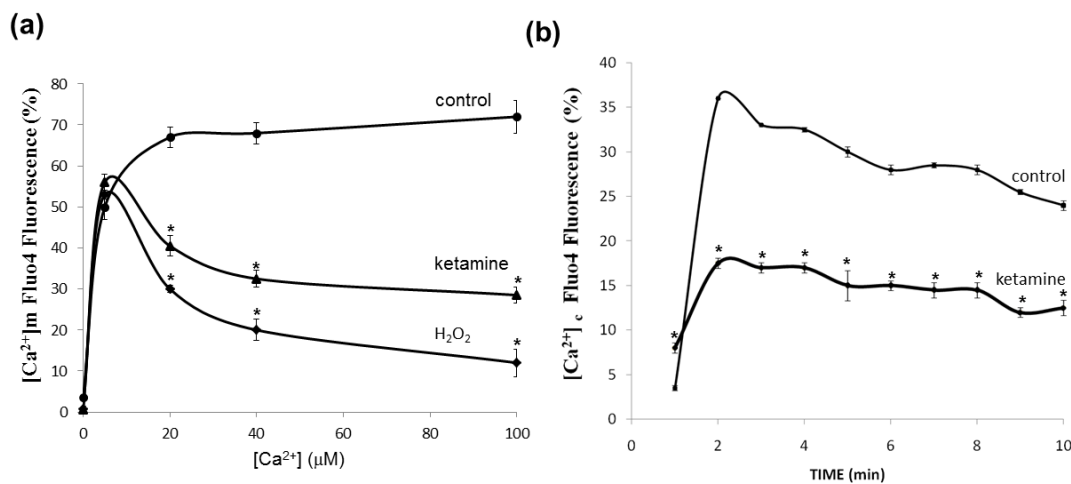 (a)
[Ca²⁺]m Fluo4 Fluorescence (%)
80
70
60
50
40
30
20
10
0
control
ketamine
H₂O₂
* * *
* * *
0 20 40 60 80 100
[Ca²⁺] (μM)
(b)
[Ca²⁺]c Fluo4 Fluorescence (%)
40
35
30
25
20
15
10
5
0
control
ketamine
* * * * * * * * * *
0 2 4 6 8 10
TIME (min)